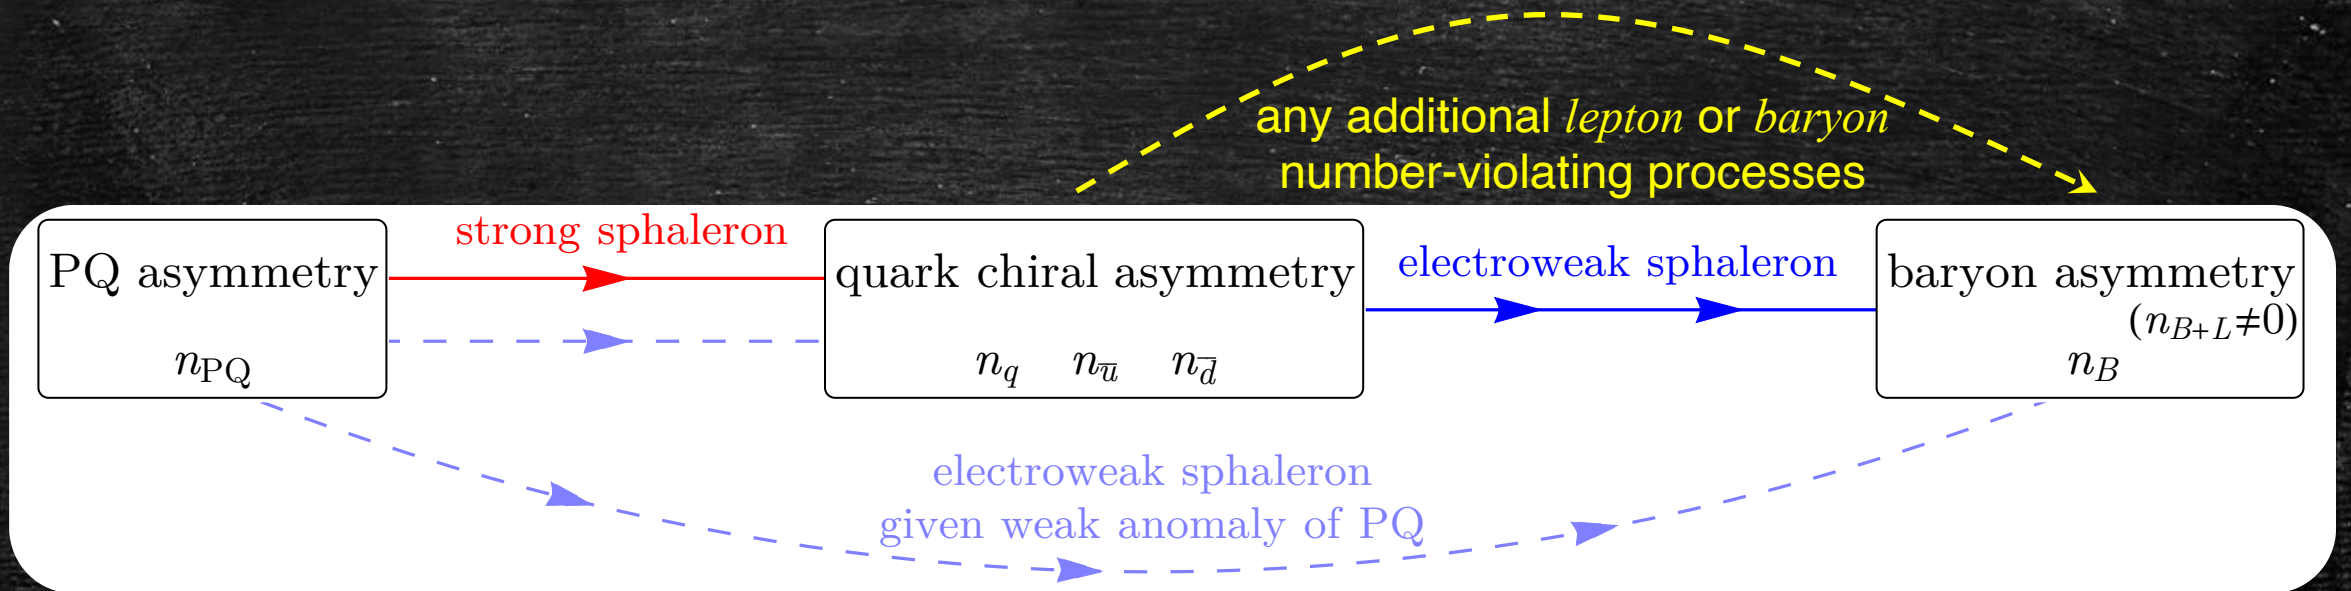 any additional lepton or baryon
number-violating processes
strong sphaleron
electroweak sphaleron
PQ asymmetry
n_PQ
quark chiral asymmetry
n_q n_ū n_d̄
baryon asymmetry
(n_{B+L}≠0)
n_B
electroweak sphaleron
given weak anomaly of PQ